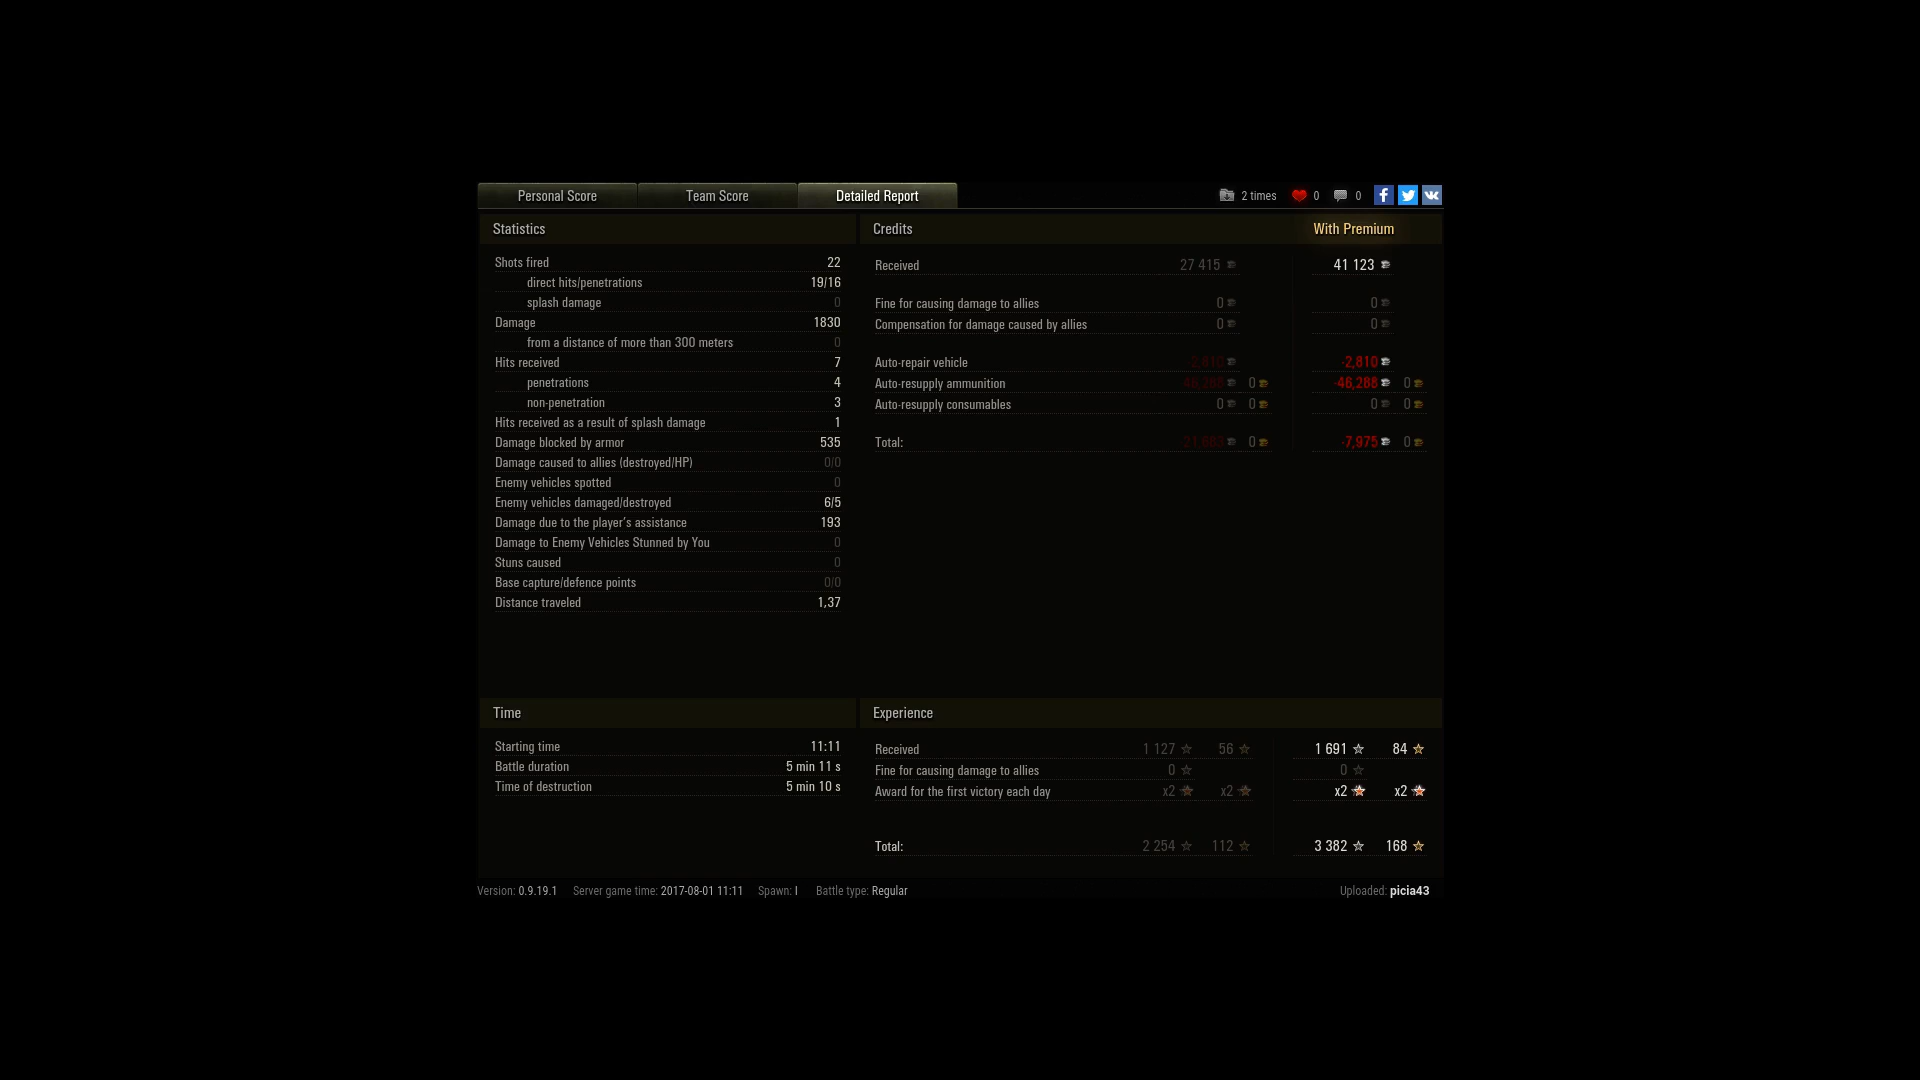 Personal Score Team Score Detailed Report 2 times 0 0
Statistics
Shots fired 22
direct hits/penetrations 19/16
splash damage 0
Damage 1830
from a distance of more than 300 meters 0
Hits received 7
penetrations 4
non-penetration 3
Hits received as a result of splash damage 1
Damage blocked by armor 535
Damage caused to allies (destroyed/HP) 0/0
Enemy vehicles spotted 0
Enemy vehicles damaged/destroyed 6/5
Damage due to the player's assistance 193
Damage to Enemy Vehicles Stunned by You 0
Stuns caused 0
Base capture/defence points 0/0
Distance traveled 1,37
Credits With Premium
Received 27 415 41 123
Fine for causing damage to allies 0 0
Compensation for damage caused by allies 0 0
Auto-repair vehicle 2,810 -2,810
Auto-resupply ammunition 46,288 0 -46,288 0
Auto-resupply consumables 0 0 0 0
Total: 21,683 0 -7,975 0
Time
Starting time 11:11
Battle duration 5 min 11 s
Time of destruction 5 min 10 s
Experience
Received 1 127 56 1 691 84
Fine for causing damage to allies 0 0
Award for the first victory each day x2 x2 x2 x2
Total: 2 254 112 3 382 168
Version: 0.9.19.1 Server game time: 2017-08-01 11:11 Spawn: I Battle type: Regular Uploaded: picia43